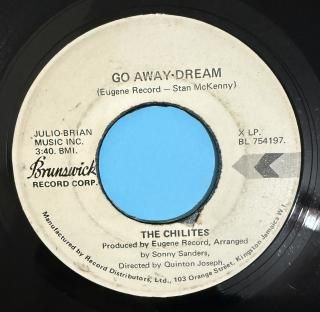 GO AWAY·DREAM
(Eugene Record – Stan McKenny)
JULIO-BRIAN
MUSIC INC.
3:40. BMI.
X LP.
BL 754197.
Brunswick
RECORD CORP.
THE CHILITES
Produced by Eugene Record, Arranged
by Sonny Sanders,
Directed by Quinton Joseph,
Manufactured by Record Distributors, Ltd., 103 Orange Street, Kingston Jamaica W.I.